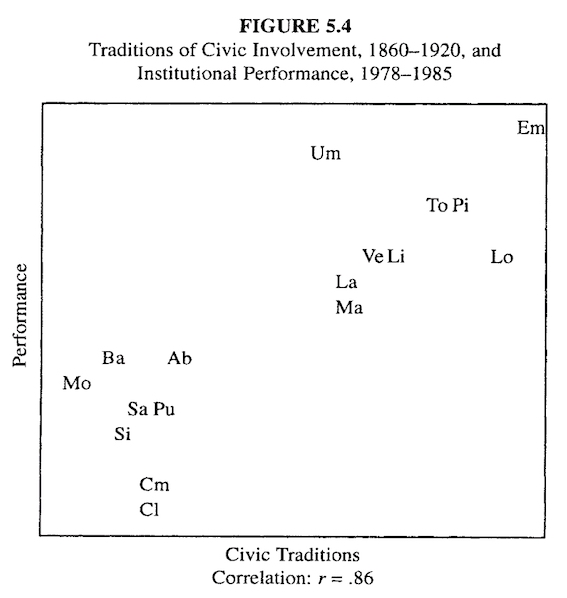 FIGURE 5.4
Traditions of Civic Involvement, 1860–1920, and
Institutional Performance, 1978–1985
Em
Um
To Pi
Ve Li Lo
La
Ma
Performance
Ba Ab
Mo
Sa Pu
Si
Cm
Cl
Civic Traditions
Correlation: r = .86